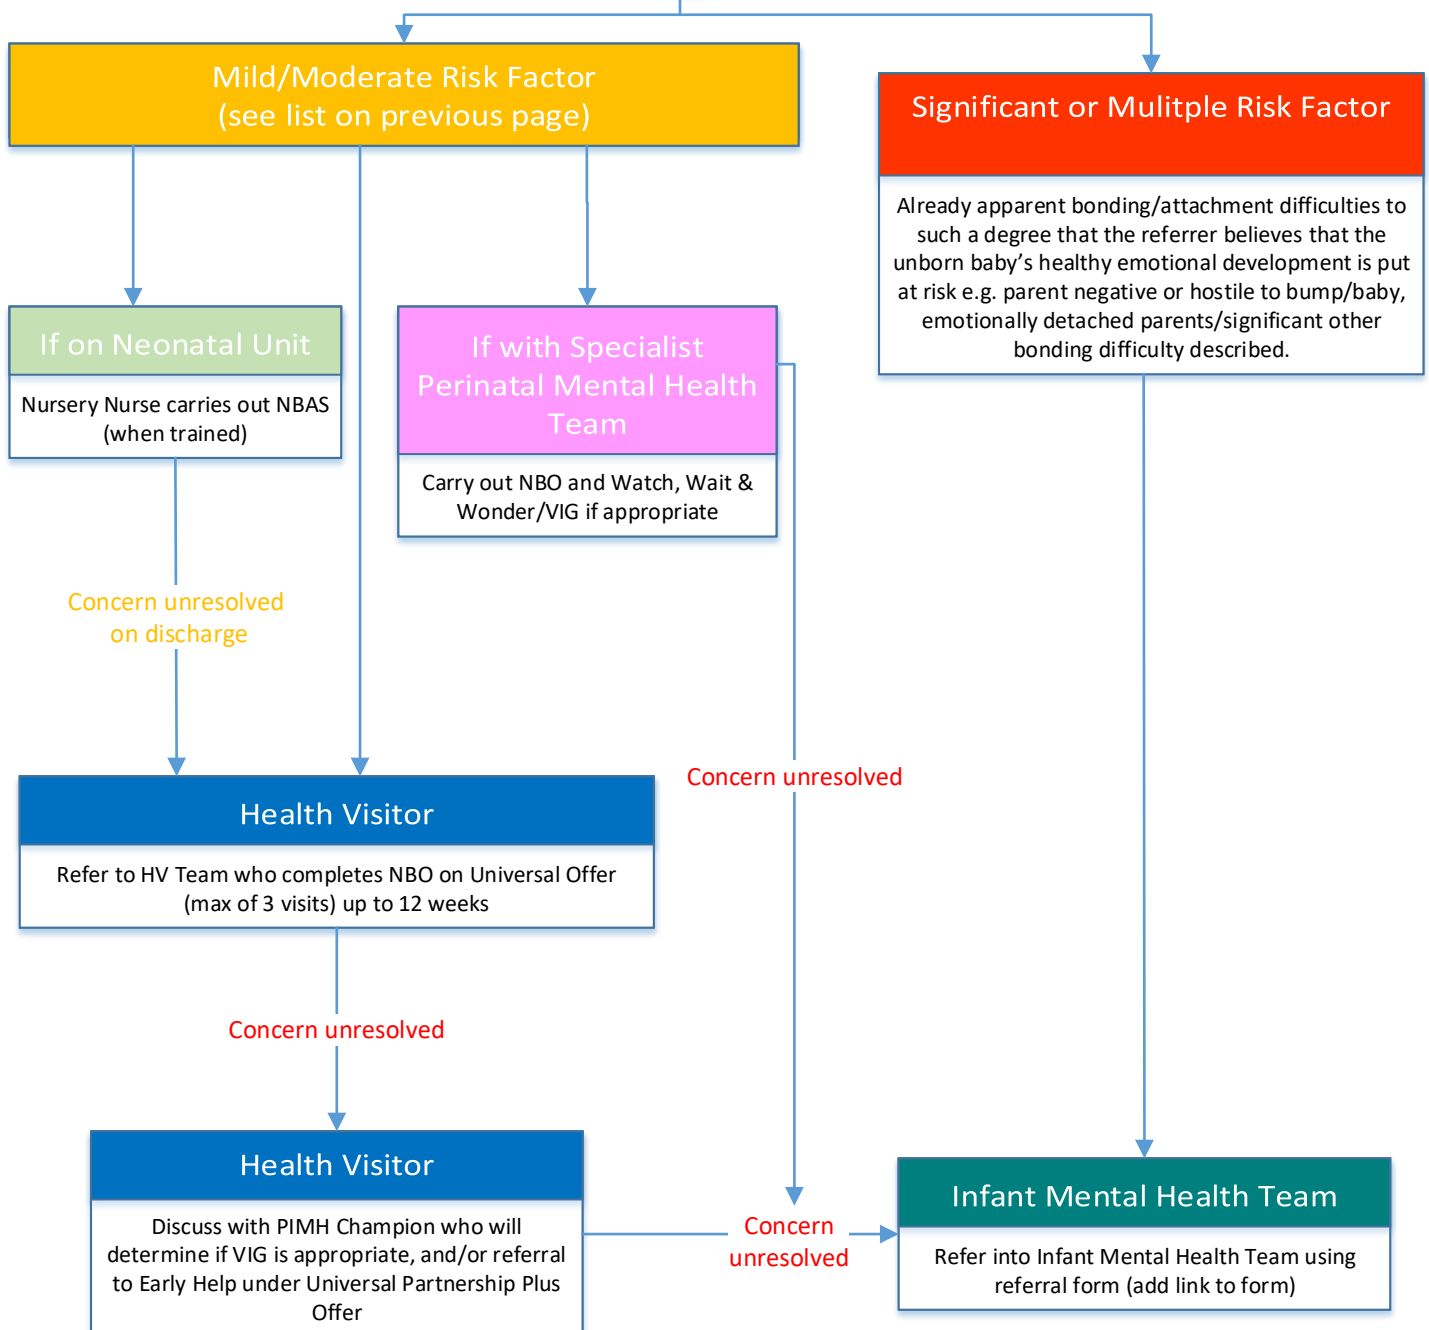 Mild/Moderate Risk Factor
(see list on previous page)
Significant or Mulitple Risk Factor
Already apparent bonding/attachment difficulties to
such a degree that the referrer believes that the
unborn baby’s healthy emotional development is put
at risk e.g. parent negative or hostile to bump/baby,
emotionally detached parents/significant other
bonding difficulty described.
If on Neonatal Unit
Nursery Nurse carries out NBAS
(when trained)
If with Specialist
Perinatal Mental Health
Team
Carry out NBO and Watch, Wait &
Wonder/VIG if appropriate
Concern unresolved
on discharge
Concern unresolved
Health Visitor
Refer to HV Team who completes NBO on Universal Offer
(max of 3 visits) up to 12 weeks
Concern unresolved
Health Visitor
Discuss with PIMH Champion who will
determine if VIG is appropriate, and/or referral
to Early Help under Universal Partnership Plus
Offer
Concern
unresolved
Infant Mental Health Team
Refer into Infant Mental Health Team using
referral form (add link to form)